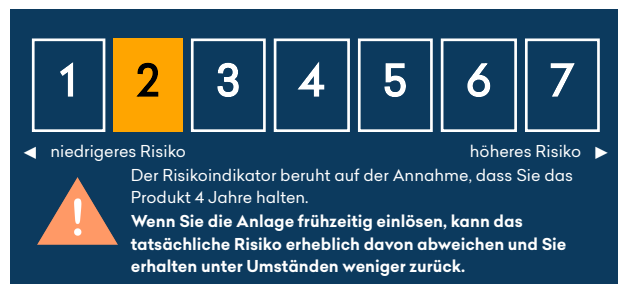 1 2 3 4 5 6 7
◄ niedrigeres Risiko höheres Risiko ►
Der Risikoindikator beruht auf der Annahme, dass Sie das
Produkt 4 Jahre halten.
Wenn Sie die Anlage frühzeitig einlösen, kann das
tatsächliche Risiko erheblich davon abweichen und Sie
erhalten unter Umständen weniger zurück.